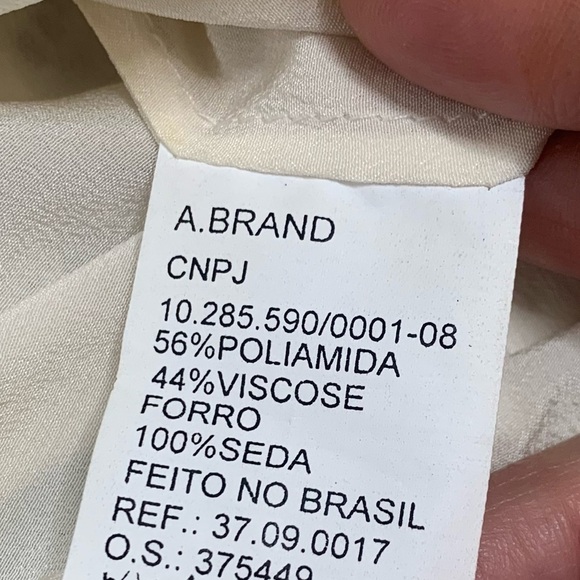 A.BRAND
CNPJ
10.285.590/0001-08
56%POLIAMIDA
44%VISCOSE
FORRO
100%SEDA
FEITO NO BRASIL
REF.: 37.09.0017
O.S.: 375449